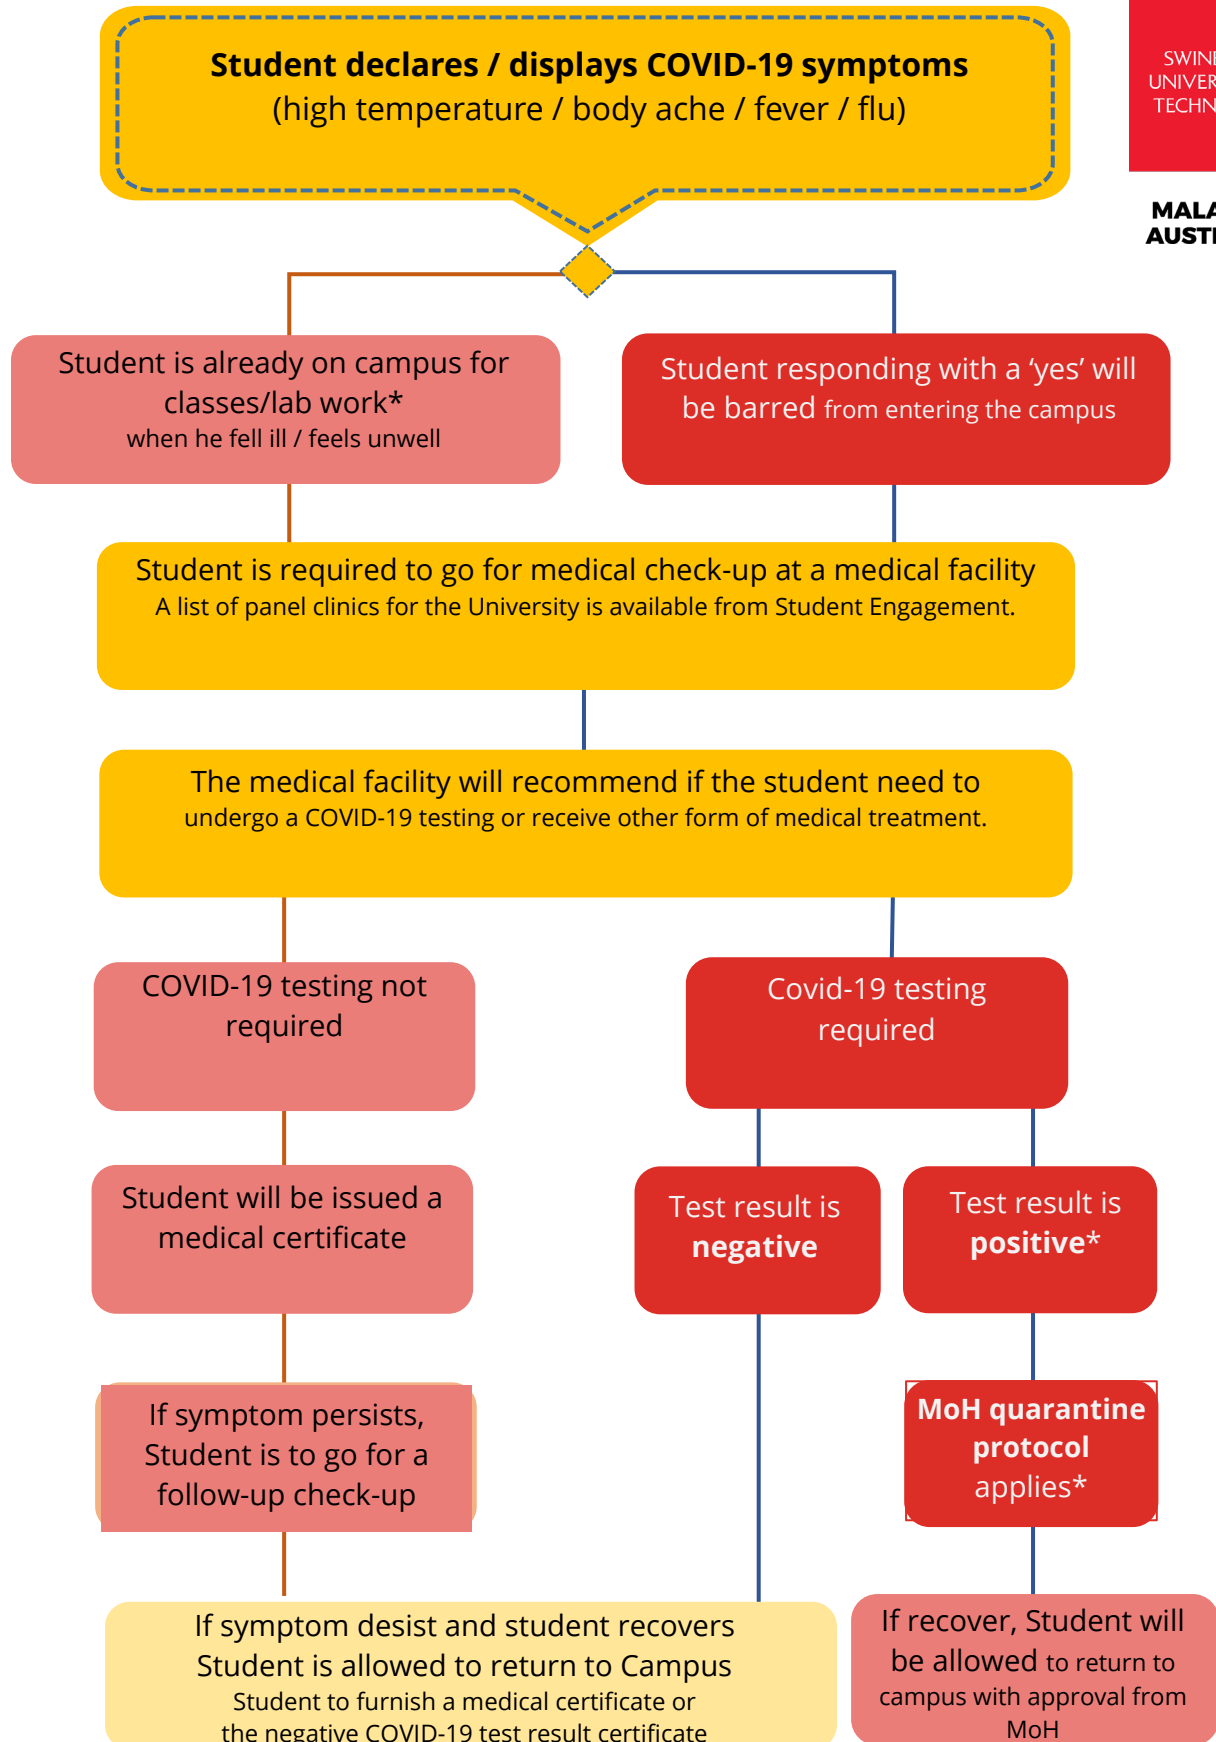 Student declares / displays COVID-19 symptoms
(high temperature / body ache / fever / flu)
Student is already on campus for
classes/lab work*
when he fell ill / feels unwell
Student responding with a ‘yes’ will
be barred from entering the campus
Student is required to go for medical check-up at a medical facility
A list of panel clinics for the University is available from Student Engagement.
The medical facility will recommend if the student need to
undergo a COVID-19 testing or receive other form of medical treatment.
COVID-19 testing not
required
Covid-19 testing
required
Student will be issued a
medical certificate
Test result is
negative
Test result is
positive*
If symptom persists,
Student is to go for a
follow-up check-up
MoH quarantine
protocol
applies*
If symptom desist and student recovers
Student is allowed to return to Campus
Student to furnish a medical certificate or
the negative COVID-19 test result certificate
If recover, Student will
be allowed to return to
campus with approval from
MoH